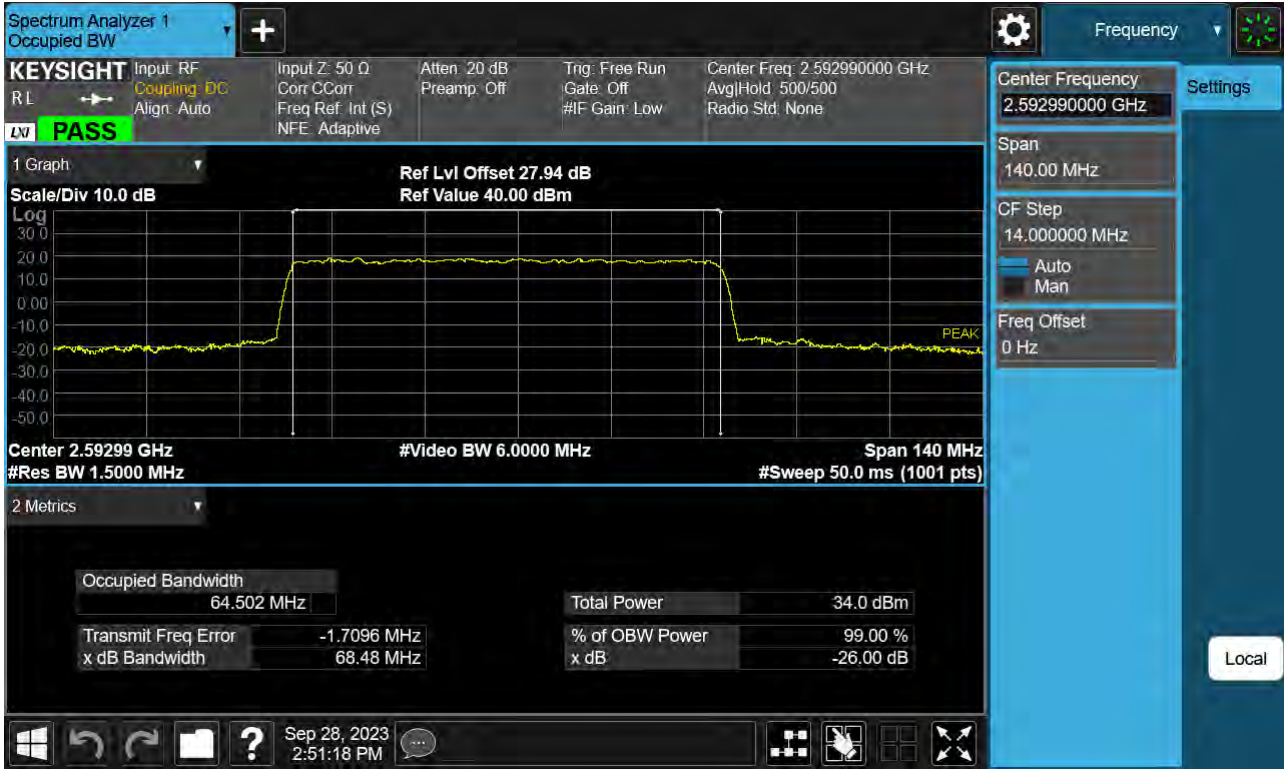 Spectrum Analyzer 1
Occupied BW
Frequency
KEYSIGHT
RL
LXI
PASS
Input: RF
Coupling: DC
Align: Auto
Input Z: 50 Ω
Corr CCorr
Freq Ref: Int (S)
NFE: Adaptive
Atten: 20 dB
Preamp: Off
Trig: Free Run
Gate: Off
#IF Gain: Low
Center Freq: 2.592990000 GHz
Avg|Hold: 500/500
Radio Std: None
Center Frequency
2.592990000 GHz
Settings
Span
140.00 MHz
CF Step
14.000000 MHz
Auto
Man
Freq Offset
0 Hz
Local
1 Graph
Scale/Div 10.0 dB
Ref Lvl Offset 27.94 dB
Ref Value 40.00 dBm
Log
30.0
20.0
10.0
0.00
-10.0
-20.0
-30.0
-40.0
-50.0
PEAK
Center 2.59299 GHz
#Video BW 6.0000 MHz
Span 140 MHz
#Res BW 1.5000 MHz
#Sweep 50.0 ms (1001 pts)
2 Metrics
Occupied Bandwidth
64.502 MHz
Total Power 34.0 dBm
Transmit Freq Error -1.7096 MHz
% of OBW Power 99.00 %
x dB Bandwidth 68.48 MHz
x dB -26.00 dB
?
Sep 28, 2023
2:51:18 PM